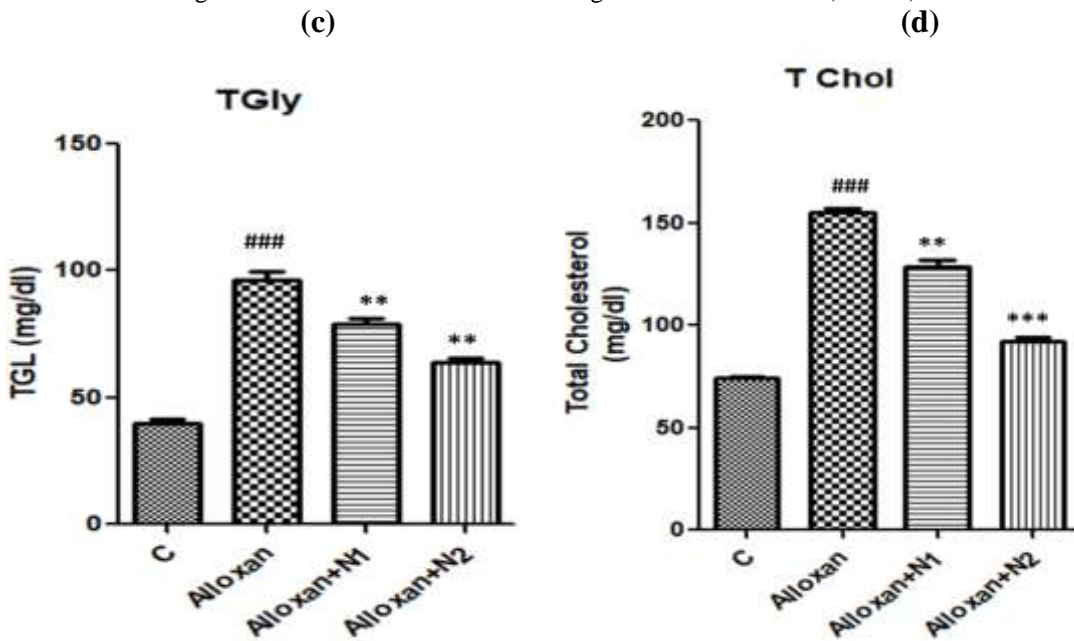 (c) (d)
TGly
150
100
50
0
TGL (mg/dl)
###
**
**
C
Alloxan
Alloxan+N1
Alloxan+N2
T Chol
200
150
100
50
0
Total Cholesterol
(mg/dl)
###
**
***
C
Alloxan
Alloxan+N1
Alloxan+N2